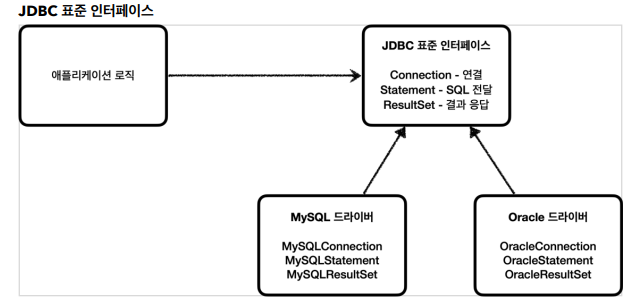 JDBC 표준 인터페이스
애플리케이션 로직
JDBC 표준 인터페이스
Connection - 연결
Statement - SQL 전달
ResultSet - 결과 응답
MySQL 드라이버
MySQLConnection
MySQLStatement
MySQLResultSet
Oracle 드라이버
OracleConnection
OracleStatement
OracleResultSet